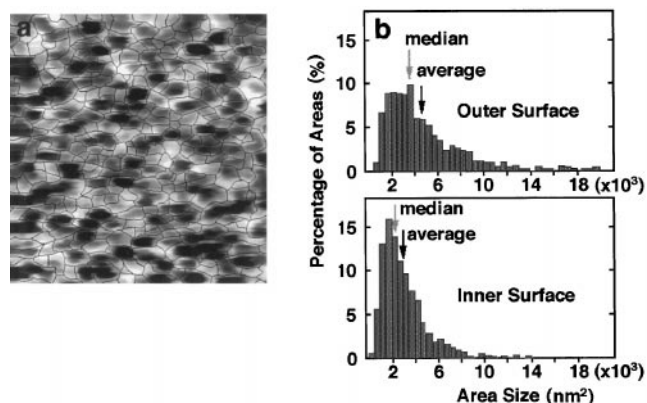 a
b
Percentage of Areas (%)
15
10
5
0
median
average
Outer Surface
2 6 10 14 18 (x10³)
15
10
5
0
median
average
Inner Surface
2 6 10 14 18 (x10³)
Area Size (nm²)